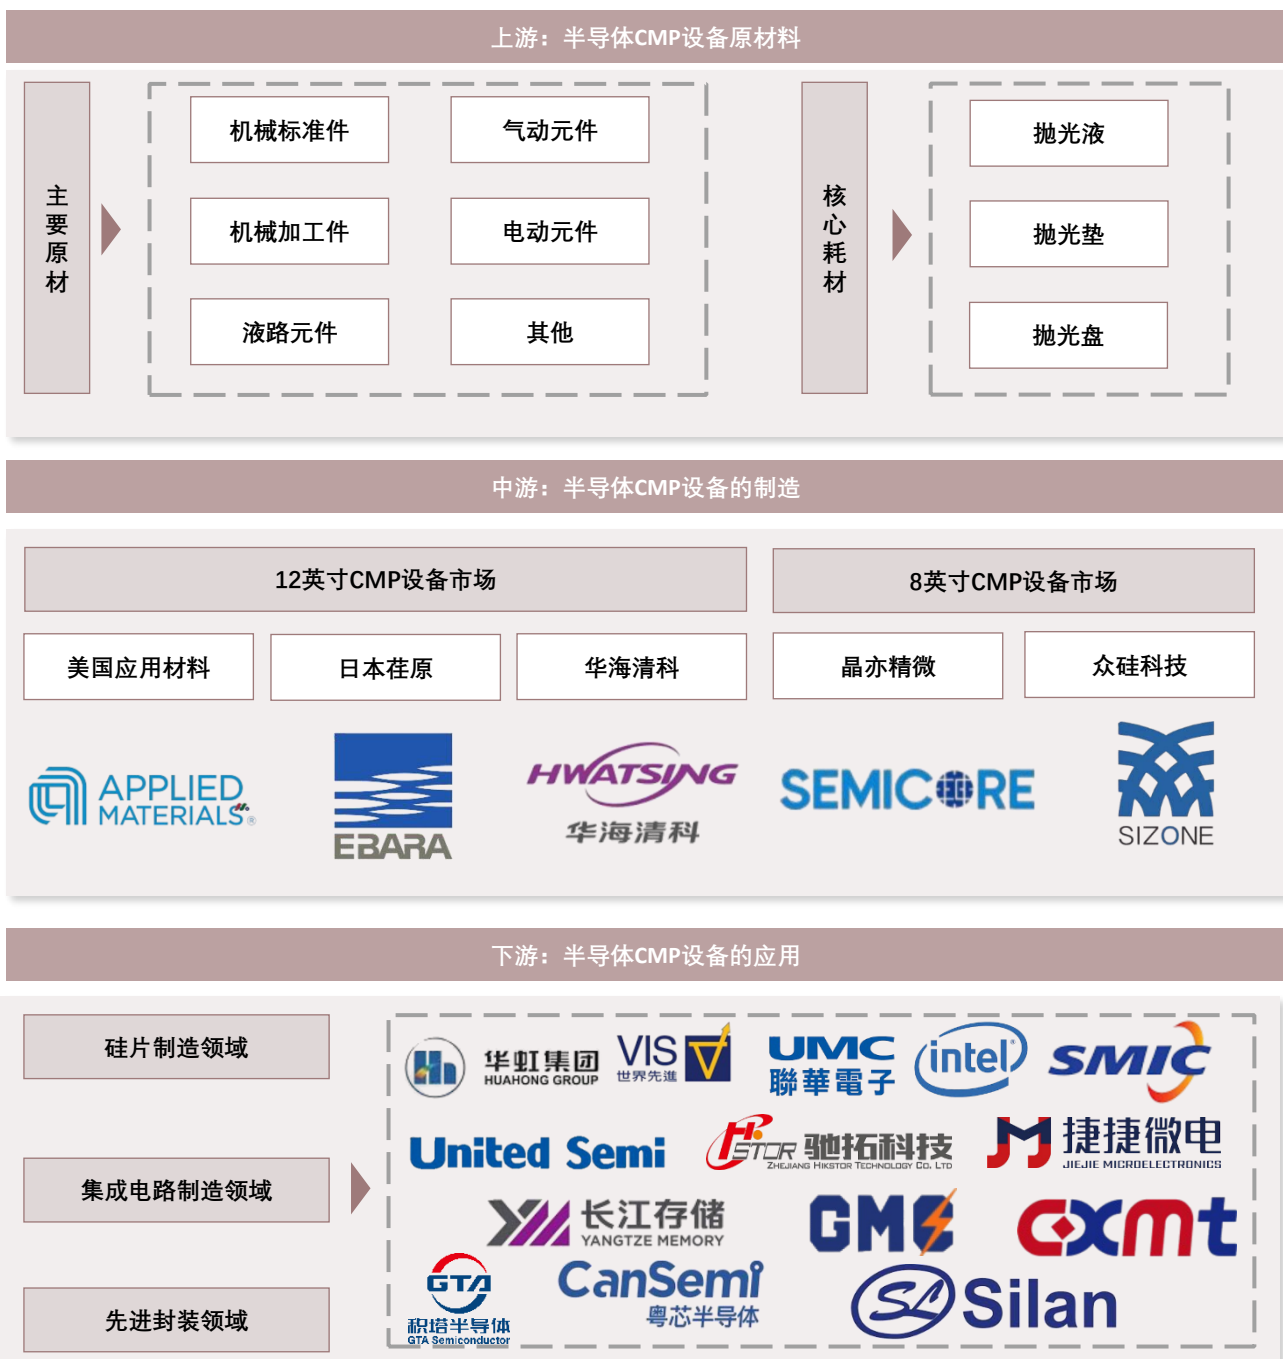 上游：半导体CMP设备原材料
主要原材
机械标准件
气动元件
机械加工件
电动元件
液路元件
其他
核心耗材
抛光液
抛光垫
抛光盘
中游：半导体CMP设备的制造
12英寸CMP设备市场
8英寸CMP设备市场
美国应用材料
日本荏原
华海清科
晶亦精微
众硅科技
APPLIED
MATERIALS®
EBARA
HWATSING
华海清科
SEMICORE
SIZONE
下游：半导体CMP设备的应用
硅片制造领域
集成电路制造领域
先进封装领域
华虹集团
HUAHONG GROUP
VIS
世界先進
UMC
聯華電子
intel
SMIC
United Semi
HSTOR 驰拓科技
ZHEJIANG HIKSTOR TECHNOLOGY CO. LTD
捷捷微电
JIEJIE MICROELECTRONICS
长江存储
YANGTZE MEMORY
GMC
cxmt
GTA
积塔半导体
GTA Semiconductor
CanSemi
粤芯半导体
Silan